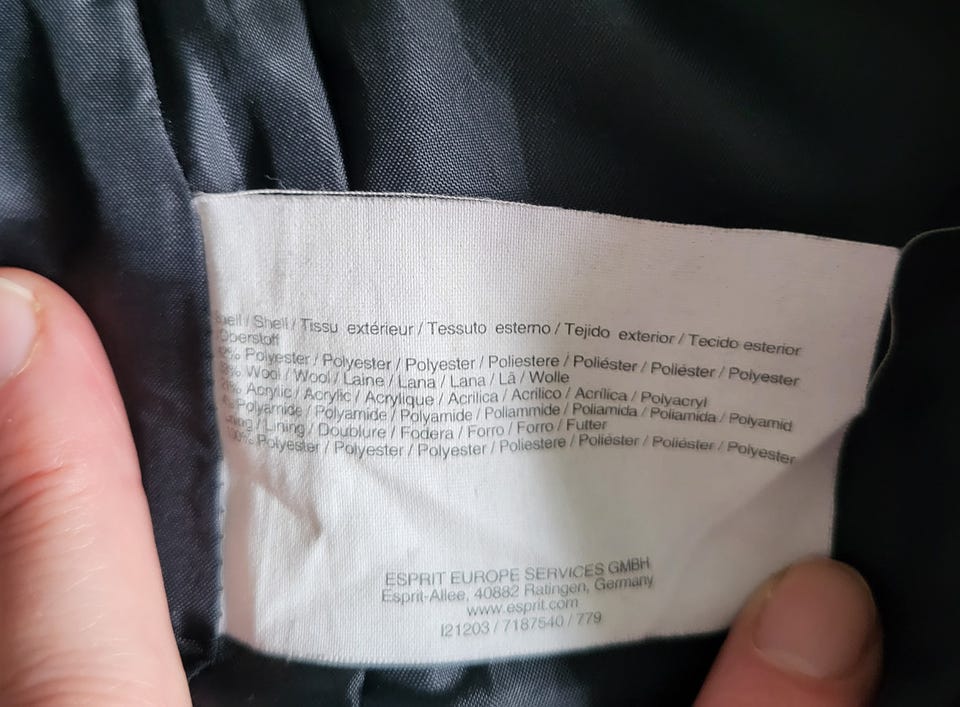 / Shell / Tissu extérieur / Tessuto esterno / Tejido exterior / Tecido esterior
Oberstoff
Polyester / Polyester / Polyester / Poliestere / Poliéster / Poliéster / Polyester
Wool / Wool / Laine / Lana / Lana / Lã / Wolle
Acrylic / Acrylic / Acrylique / Acrilica / Acrilico / Acrílica / Polyacryl
Polyamide / Polyamide / Polyamide / Poliammide / Poliamida / Poliamida / Polyamid
Lining / Lining / Doublure / Fodera / Forro / Forro / Futter
100% Polyester / Polyester / Polyester / Poliestere / Poliéster / Poliéster / Polyester
ESPRIT EUROPE SERVICES GMBH
Esprit-Allee, 40882 Ratingen, Germany
www.esprit.com
I21203 / 7187540 / 779